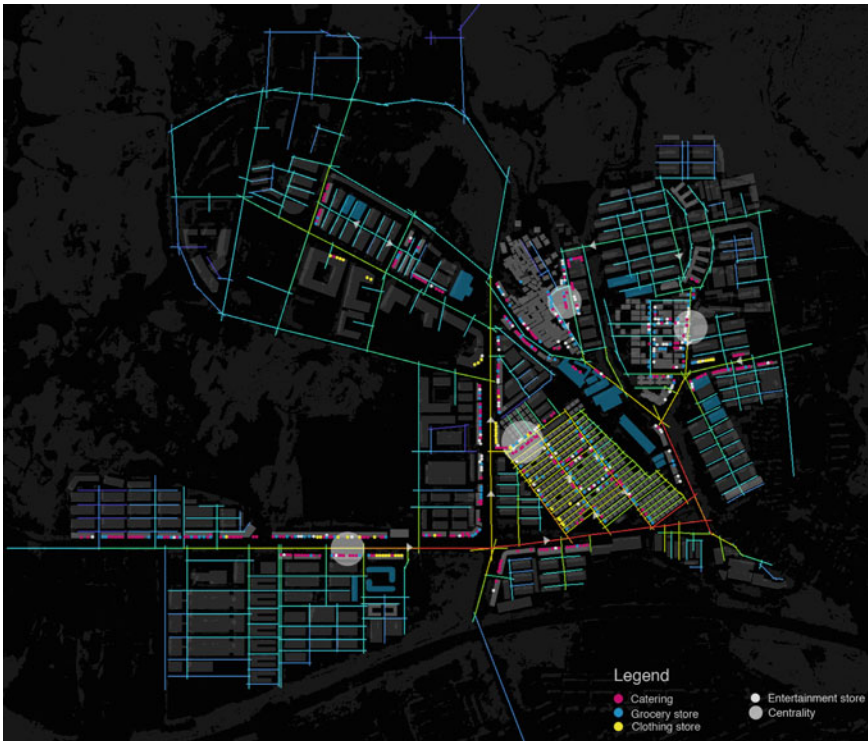 Legend
Catering
Grocery store
Clothing store
Entertainment store
Centrality